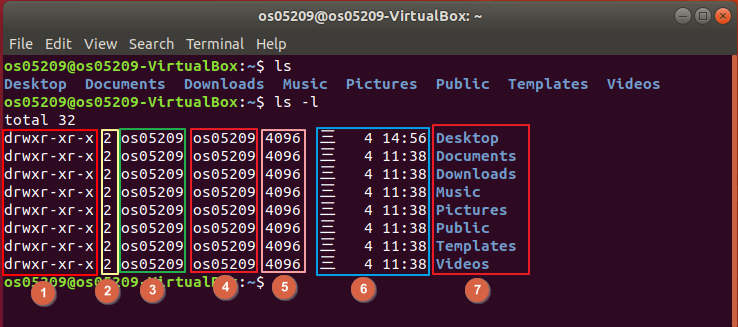 os05209@os05209-VirtualBox: ~
File Edit View Search Terminal Help
os05209@os05209-VirtualBox:~$ ls
Desktop Documents Downloads Music Pictures Public Templates Videos
os05209@os05209-VirtualBox:~$ ls -l
total 32
drwxr-xr-x 2 os05209 os05209 4096 三 4 14:56 Desktop
drwxr-xr-x 2 os05209 os05209 4096 三 4 11:38 Documents
drwxr-xr-x 2 os05209 os05209 4096 三 4 11:38 Downloads
drwxr-xr-x 2 os05209 os05209 4096 三 4 11:38 Music
drwxr-xr-x 2 os05209 os05209 4096 三 4 11:38 Pictures
drwxr-xr-x 2 os05209 os05209 4096 三 4 11:38 Public
drwxr-xr-x 2 os05209 os05209 4096 三 4 11:38 Templates
drwxr-xr-x 2 os05209 os05209 4096 三 4 11:38 Videos
os05209@os05209-VirtualBox:~$
1 2 3 4 5 6 7